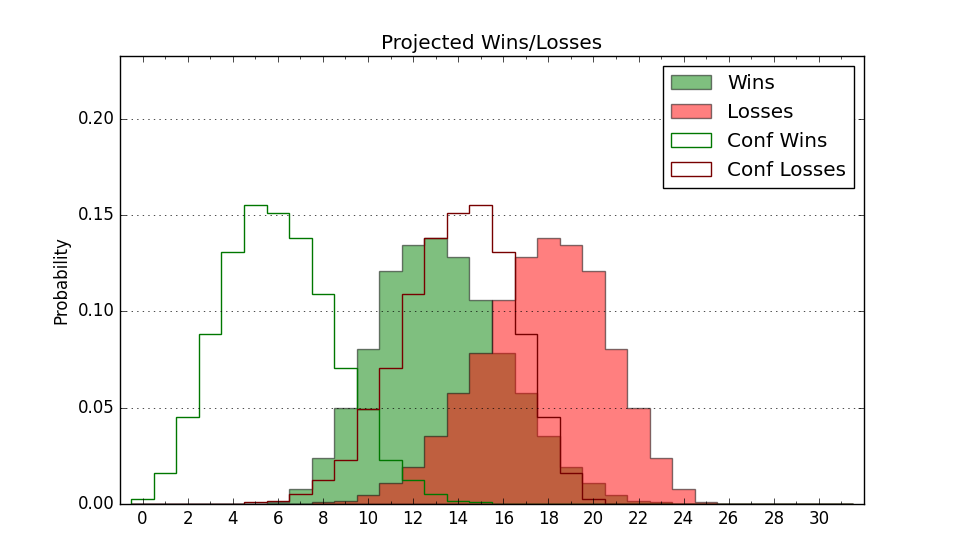 Projected Wins/Losses
Wins
Losses
Conf Wins
Conf Losses
Probability
0.20
0.15
0.10
0.05
0.00
0 2 4 6 8 10 12 14 16 18 20 22 24 26 28 30